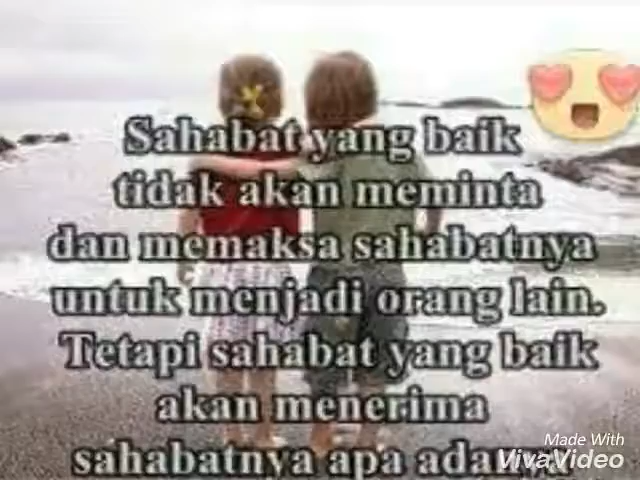 Sahabat yang baik
tidak akan meminta
dan memaksa sahabatnya
untuk menjadi orang lain.
Tetapi sahabat yang baik
akan menerima
sahabatnya apa adanya
Made With
VivaVideo